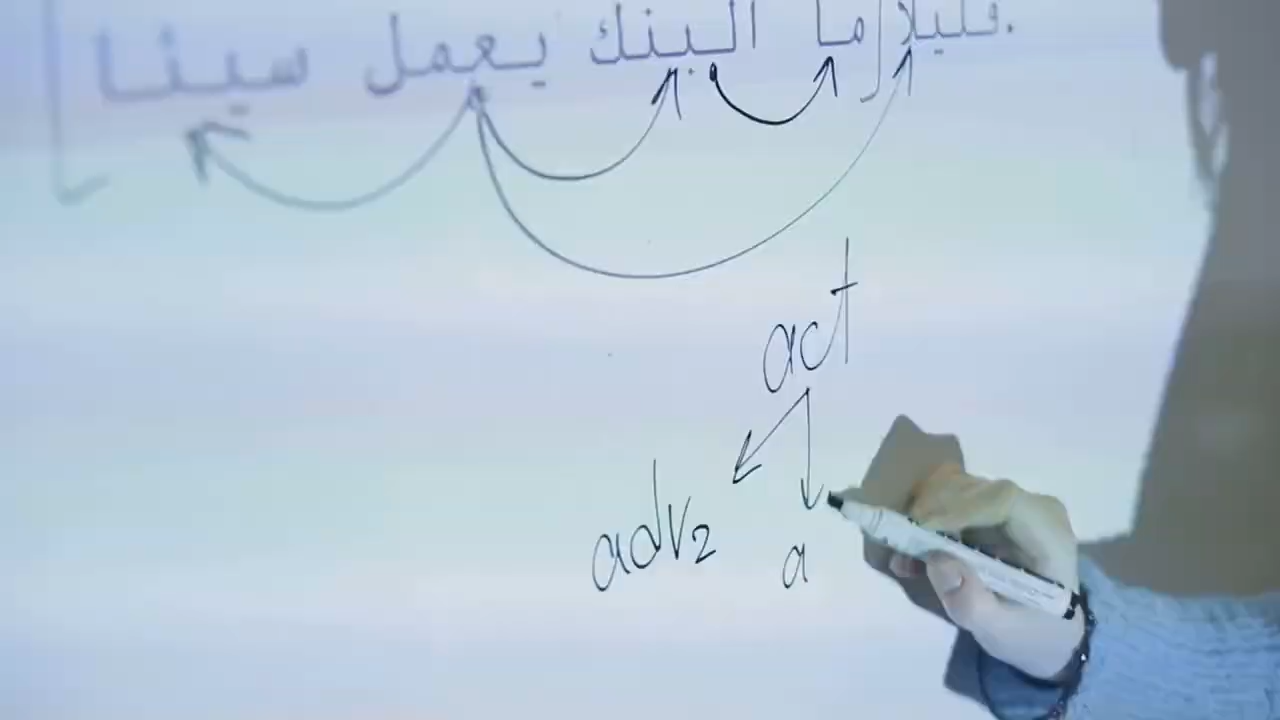 .قليلا ما البنك يعمل سينا
act
adv2 a